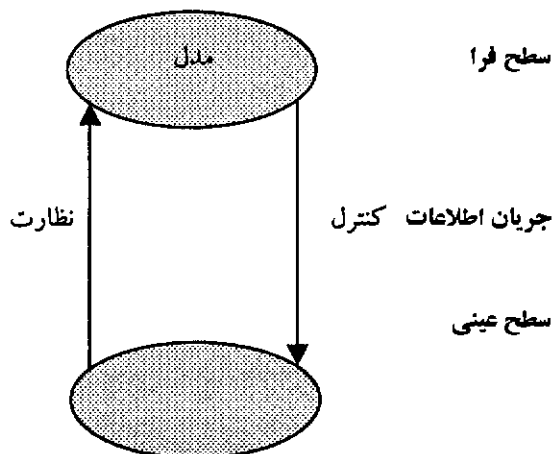 سطح فرا
مدل
جریان اطلاعات
کنترل
نظارت
سطح عینی